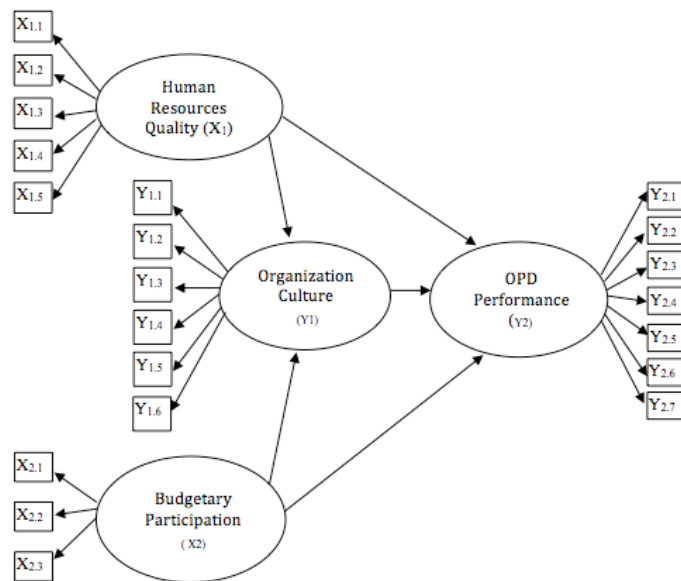 X1.1
X1.2
X1.3
X1.4
X1.5
Human
Resources
Quality (X1)
Y1.1
Y1.2
Y1.3
Y1.4
Y1.5
Y1.6
Organization
Culture
(Y1)
OPD
Performance
(Y2)
Y2.1
Y2.2
Y2.3
Y2.4
Y2.5
Y2.6
Y2.7
X2.1
X2.2
X2.3
Budgetary
Participation
( X2)